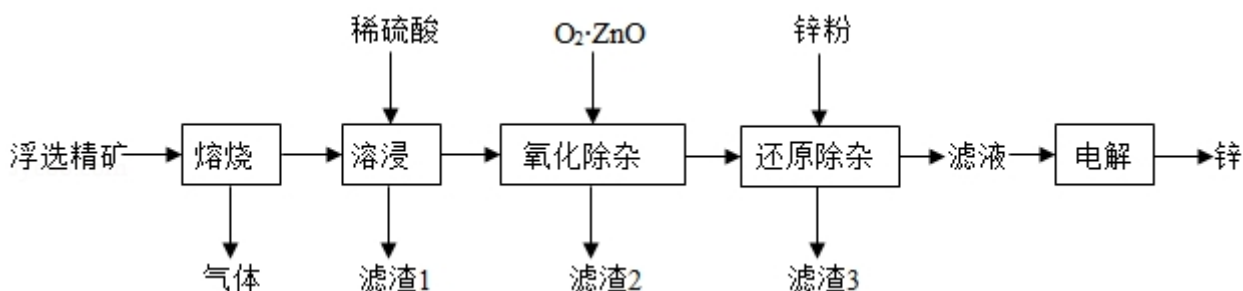 稀硫酸 O₂·ZnO 锌粉
浮选精矿 熔烧 溶浸 氧化除杂 还原除杂 滤液 电解 锌
气体 滤渣1 滤渣2 滤渣3